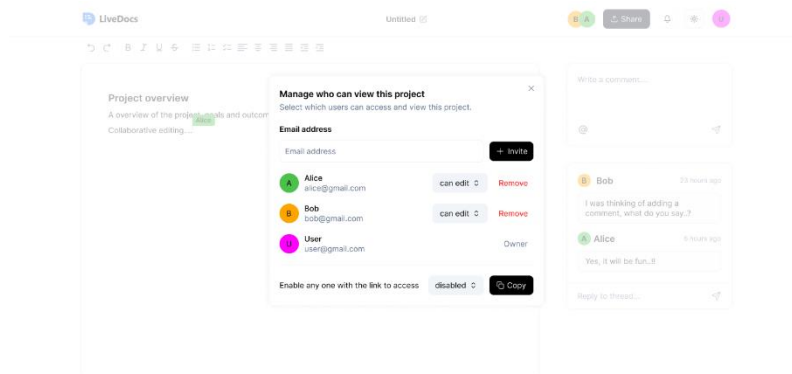 LiveDocs
Untitled
B A
Share
U
B I U S
Project overview
A overview of the project, goals and outcom
Alice
Collaborative editing....
Manage who can view this project
Select which users can access and view this project.
Email address
Email address
+ Invite
A
Alice
alice@gmail.com
can edit
Remove
B
Bob
bob@gmail.com
can edit
Remove
U
User
user@gmail.com
Owner
Enable any one with the link to access
disabled
Copy
Write a comment....
@
B
Bob
23 hours ago
I was thinking of adding a
comment, what do you say..?
A
Alice
Yes, it will be fun..!!
Reply to thread…